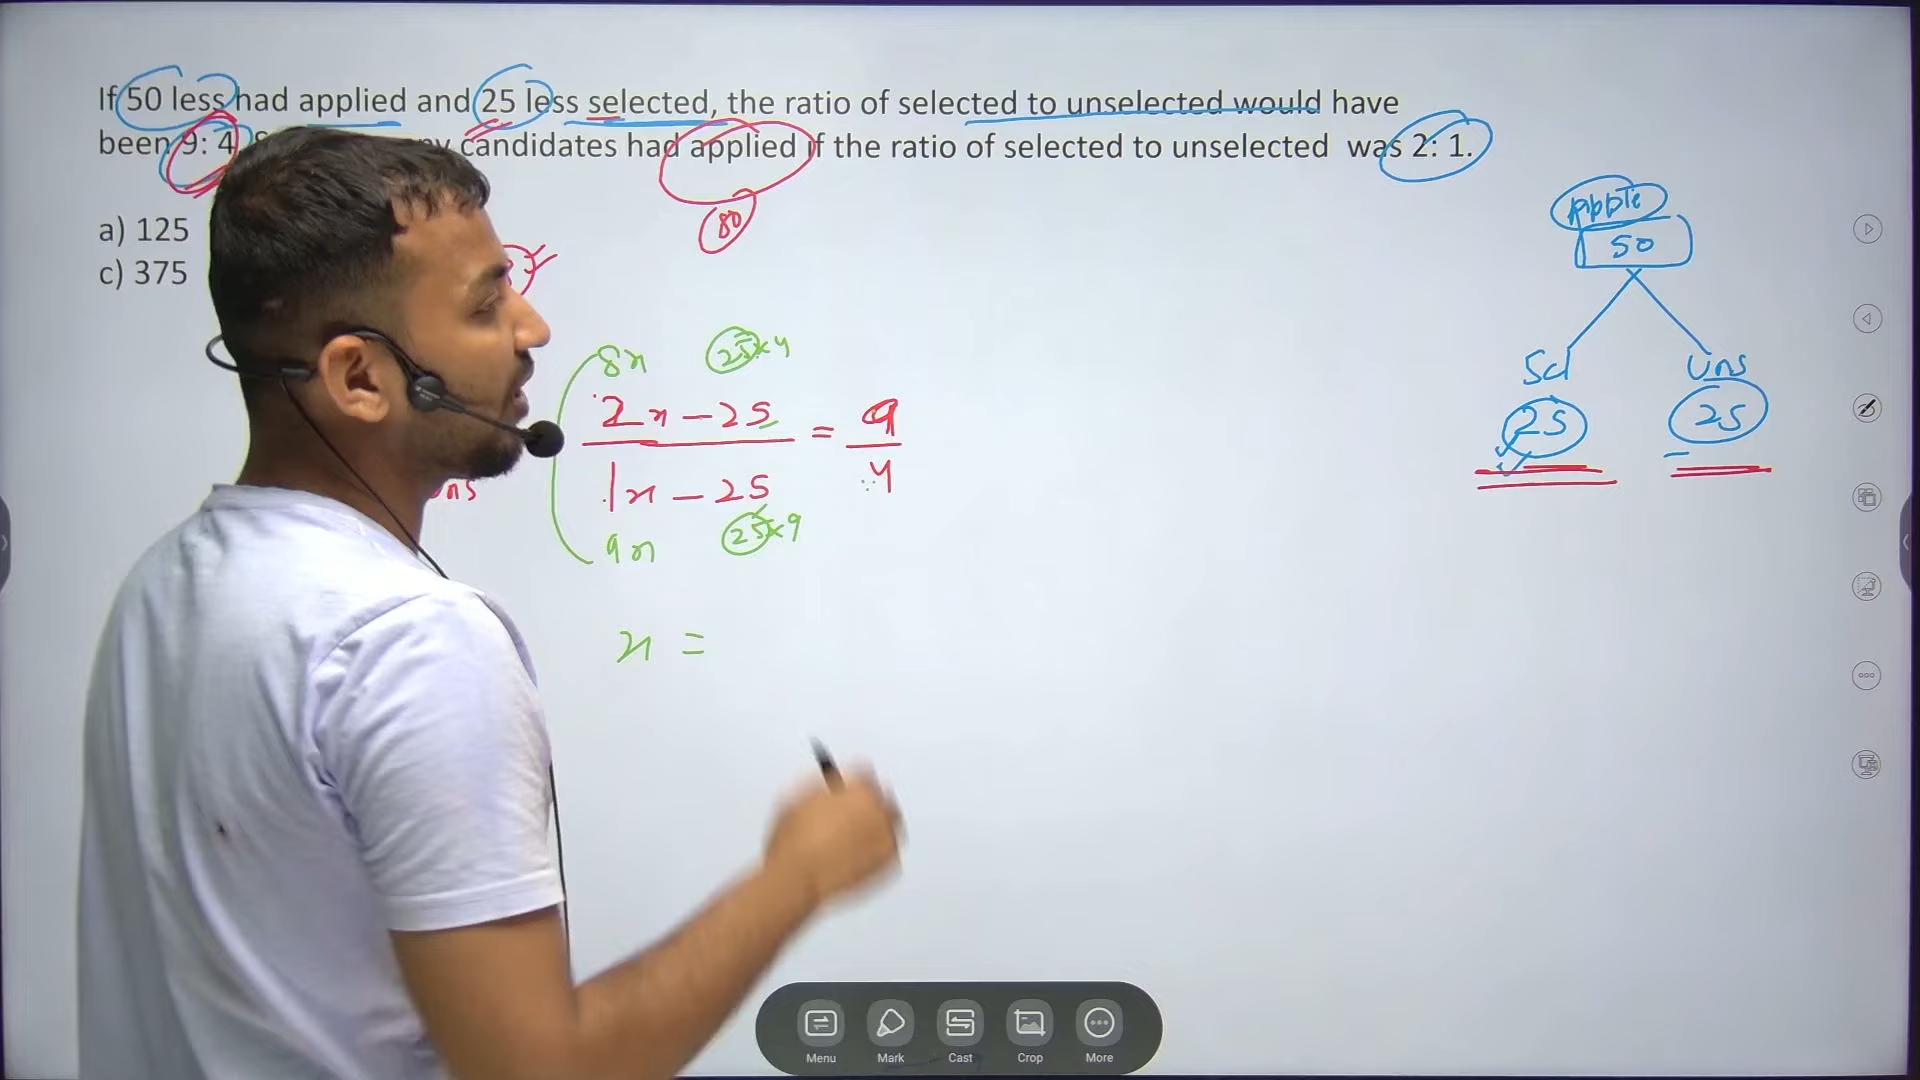 If 50 less had applied and 25 less selected, the ratio of selected to unselected would have
been 9: 4. candidates had applied if the ratio of selected to unselected was 2: 1.
a) 125
c) 375
80
50
Sel Uns
25 25
8x 25×4
2x - 25 = 9
1x - 25 4
9x 25×9
uns
x =
Menu Mark Cast Crop More